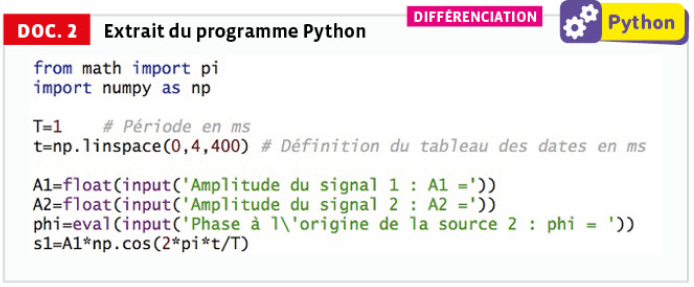 DIFFÉRENCIATION
Python
DOC. 2 Extrait du programme Python
from math import pi
import numpy as np
T=1 # Période en ms
t=np.linspace(0,4,400) # Définition du tableau des dates en ms
A1=float(input('Amplitude du signal 1 : A1 ='))
A2=float(input('Amplitude du signal 2 : A2 ='))
phi=eval(input('Phase à l\'origine de la source 2 : phi = '))
s1=A1*np.cos(2*pi*t/T)